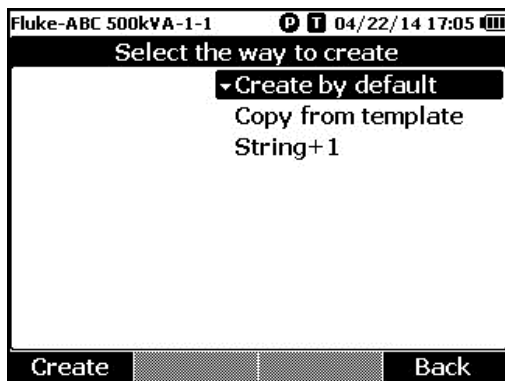 Fluke-ABC 500kVA-1-1 P T 04/22/14 17:05
Select the way to create
Create by default
Copy from template
String+1
Create Back